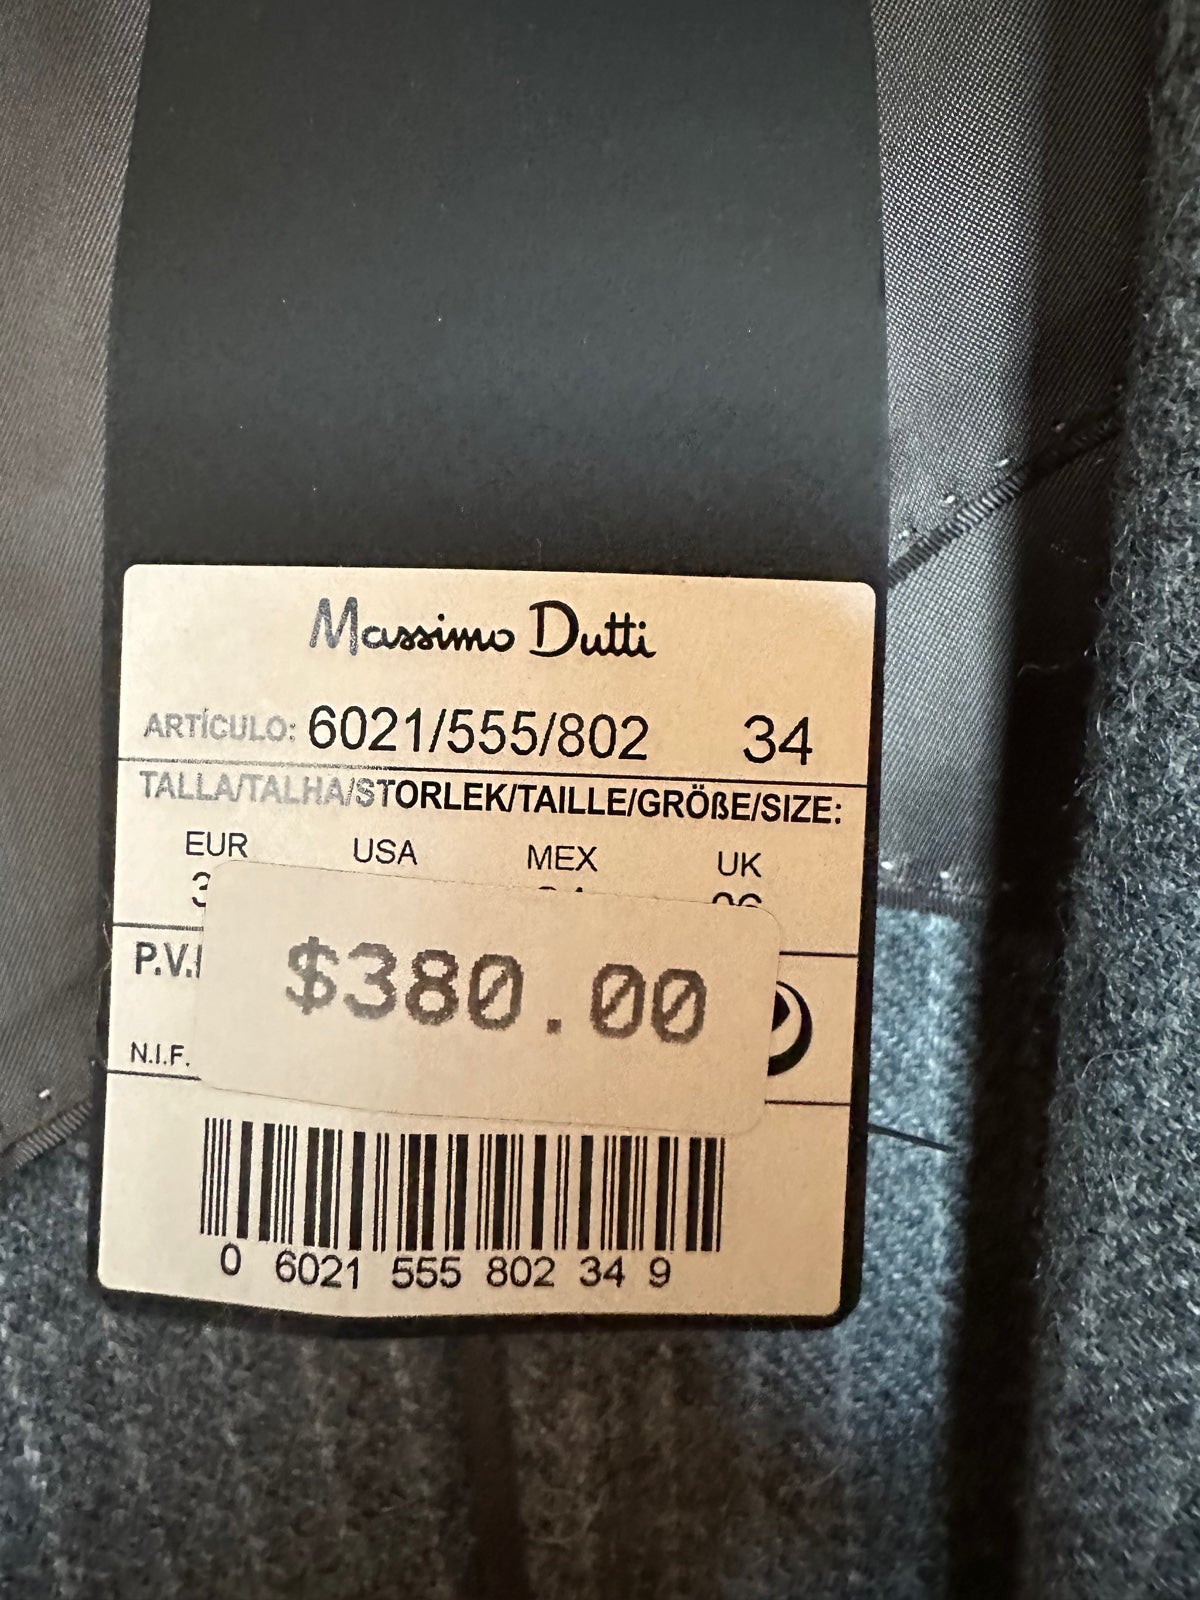 Massimo Dutti
ARTÍCULO: 6021/555/802 34
TALLA/TALHA/STORLEK/TAILLE/GRÖßE/SIZE:
EUR USA MEX UK
$380.00
N.I.F.
0 6021 555 802 34 9